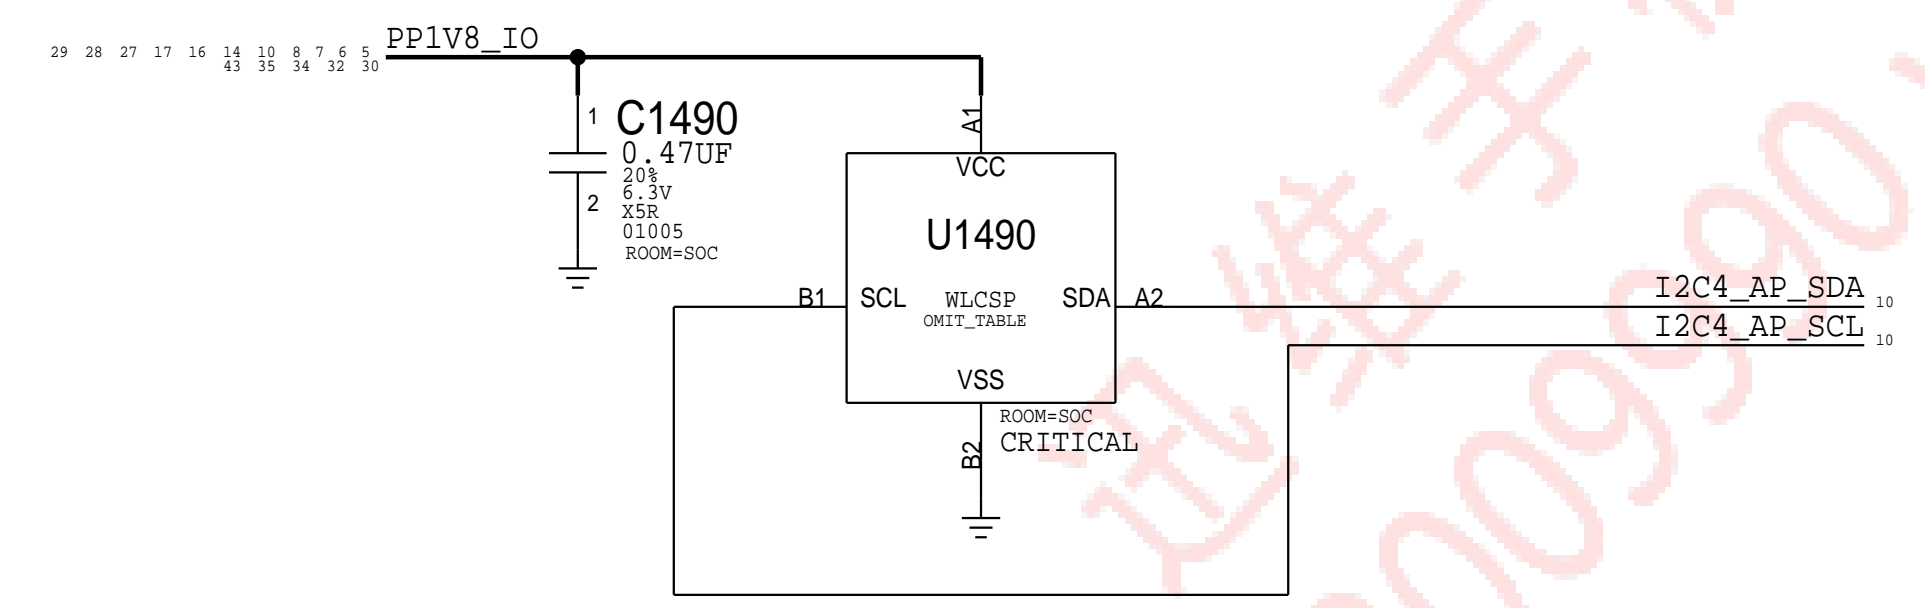 PP1V8_IO
29 28 27 17 16 14 10 8 7 6 5
43 35 34 32 30
1
C1490
0.47UF
20%
6.3V
X5R
01005
ROOM=SOC
2
A1
VCC
U1490
B1
SCL
WLCSP
OMIT_TABLE
SDA
A2
I2C4_AP_SDA 10
I2C4_AP_SCL 10
VSS
ROOM=SOC
CRITICAL
B2
009990